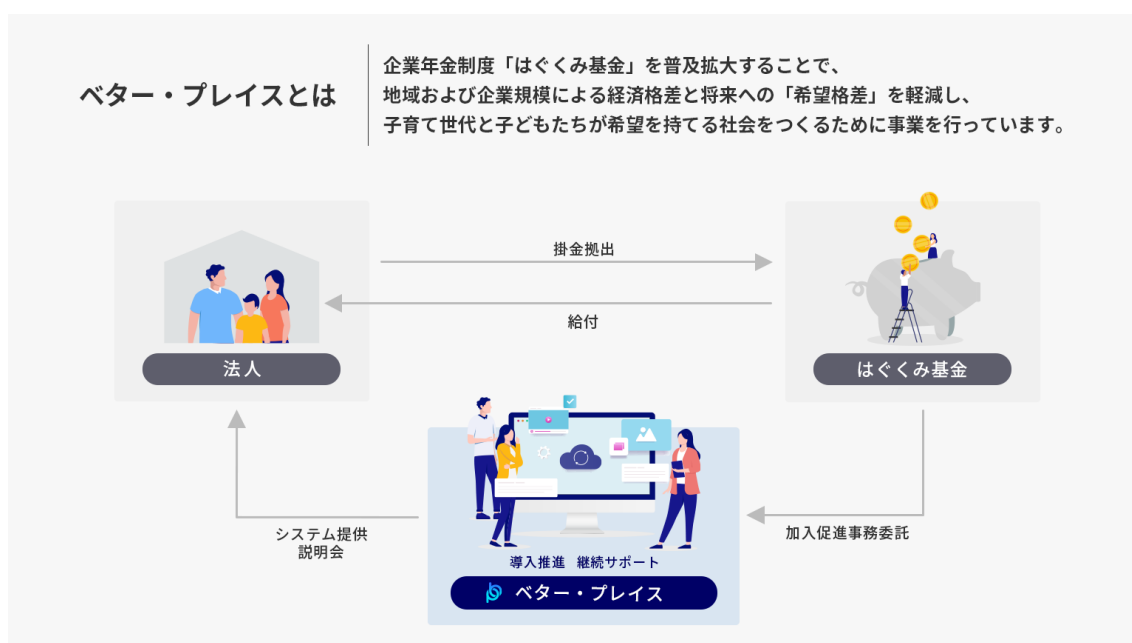 ベター・プレイスとは
企業年金制度「はぐくみ基金」を普及拡大することで、
地域および企業規模による経済格差と将来への「希望格差」を軽減し、
子育て世代と子どもたちが希望を持てる社会をつくるために事業を行っています。
掛金拠出
給付
法人
はぐくみ基金
システム提供
説明会
加入促進事務委託
導入推進 継続サポート
ベター・プレイス